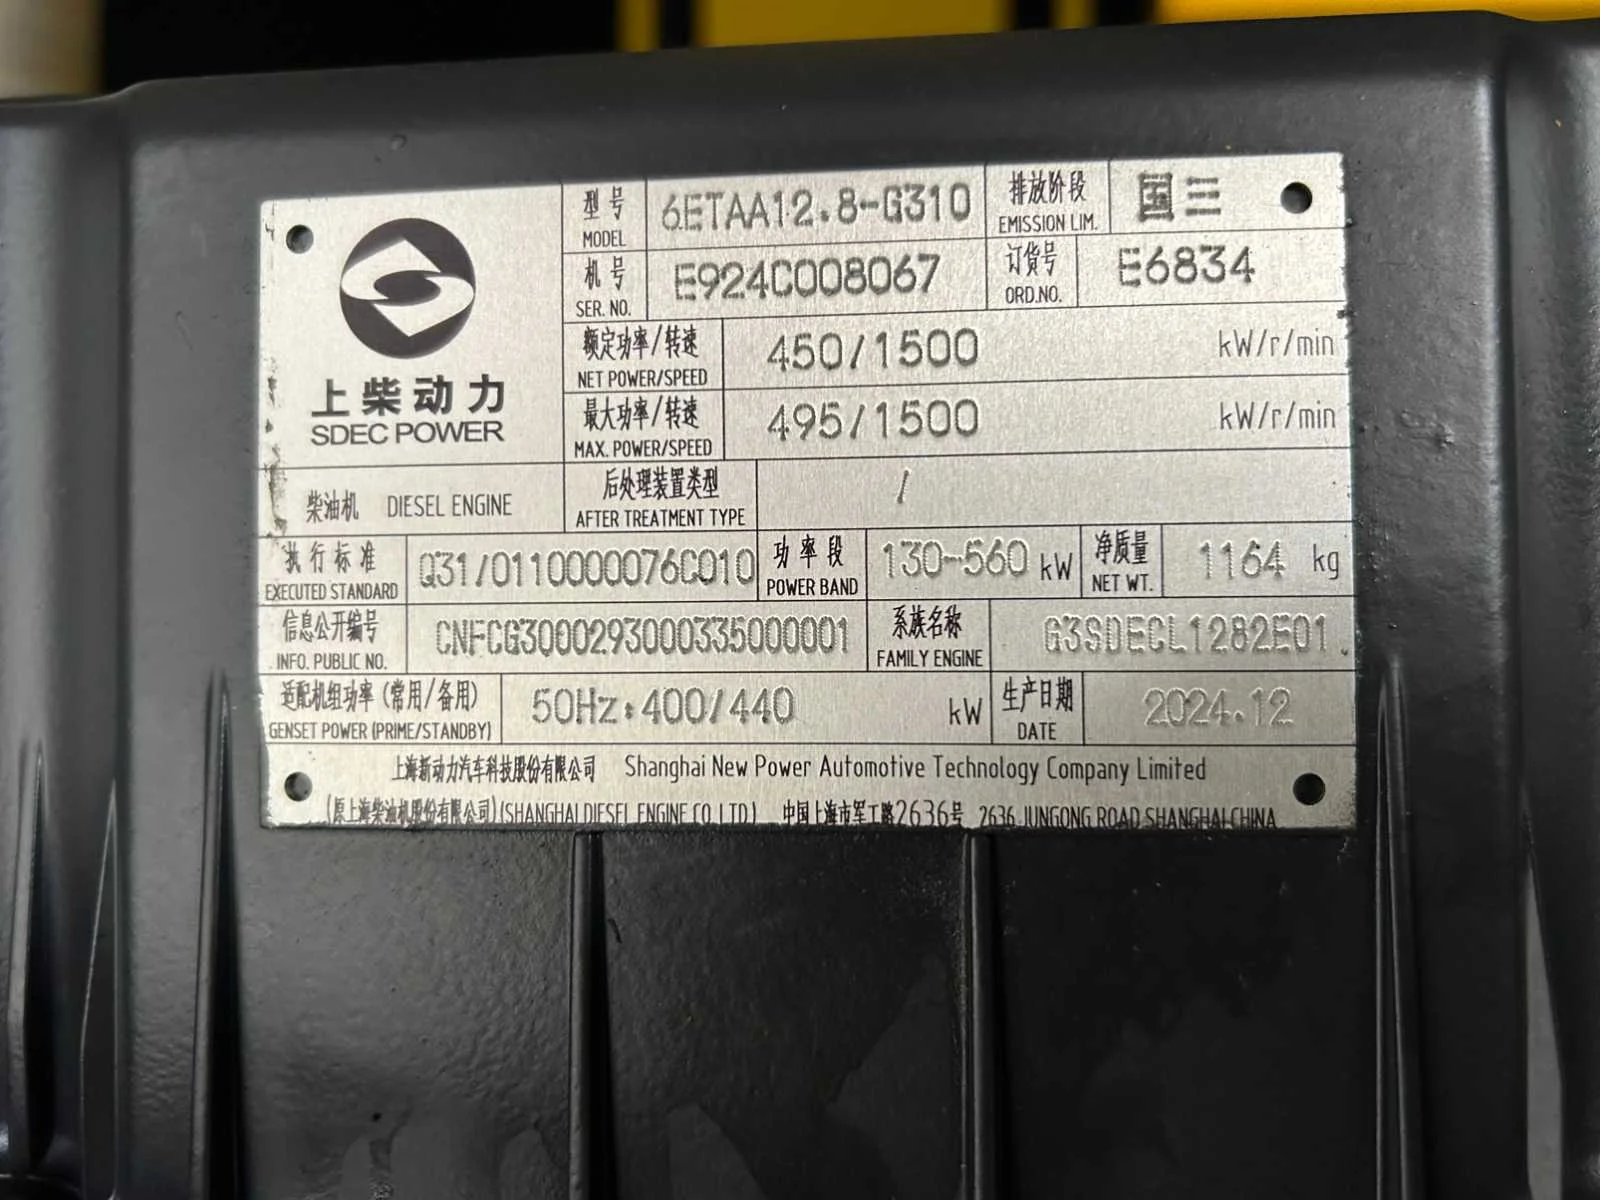 上柴动力
SDEC POWER
柴油机 DIESEL ENGINE
型号 MODEL 6ETAA12.8-G310
排放阶段 EMISSION LIM. 国三
机号 SER. NO. E924C008067
订货号 ORD.NO. E6834
额定功率/转速 NET POWER/SPEED 450/1500 kW/r/min
最大功率/转速 MAX. POWER/SPEED 495/1500 kW/r/min
后处理装置类型 AFTER TREATMENT TYPE /
执行标准 EXECUTED STANDARD Q31/0110000076C010
功率段 POWER BAND 130-560 kW
净质量 NET WT. 1164 kg
信息公开编号 INFO. PUBLIC NO. CNFCG3000293000335000001
系族名称 FAMILY ENGINE G3SDECL1282E01
适配机组功率(常用/备用) GENSET POWER (PRIME/STANDBY) 50Hz:400/440 kW
生产日期 DATE 2024.12
上海新动力汽车科技股份有限公司 Shanghai New Power Automotive Technology Company Limited
(原上海柴油机股份有限公司)(SHANGHAI DIESEL ENGINE CO.LTD) 中国上海市军工路2636号 2636 JUNGONG ROAD SHANGHAI CHINA